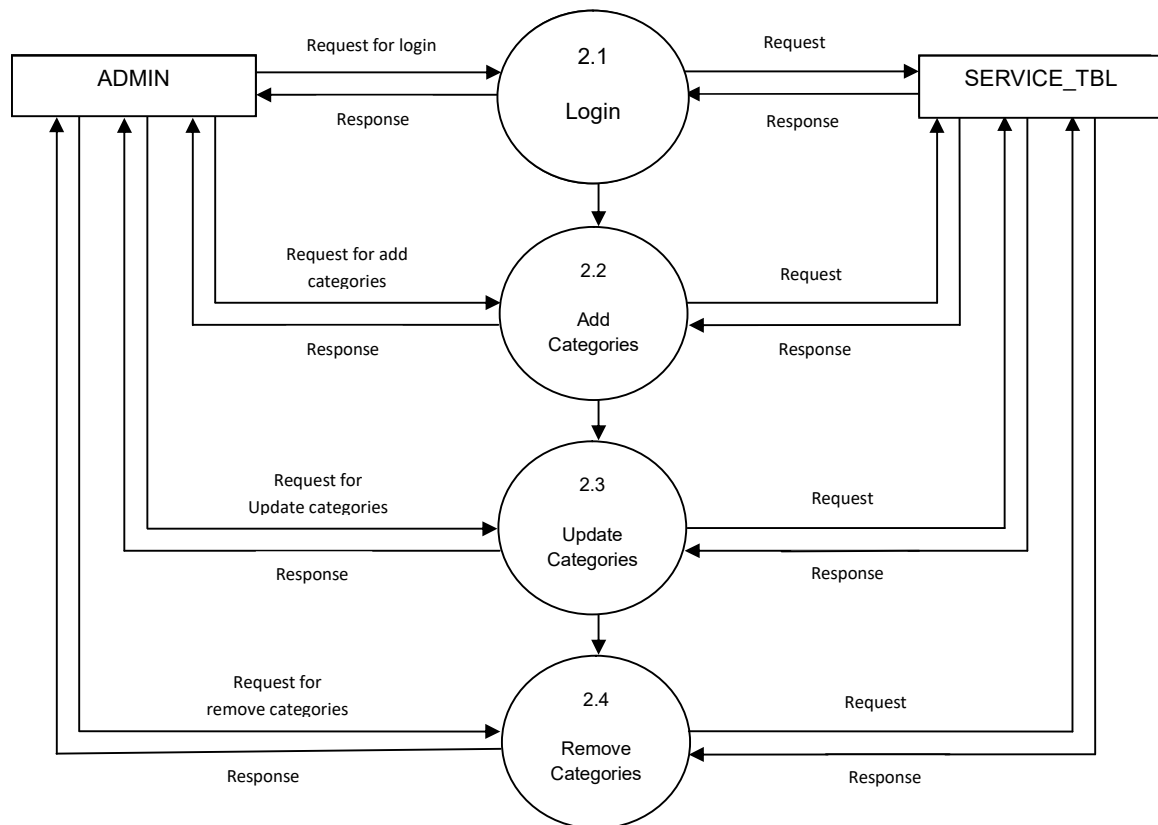 Request for login
2.1
Request
ADMIN
SERVICE_TBL
Login
Response
Response
Request for add
categories
2.2
Request
Add
Categories
Response
Response
Request for
Update categories
2.3
Request
Update
Categories
Response
Response
Request for
remove categories
2.4
Request
Remove
Categories
Response
Response